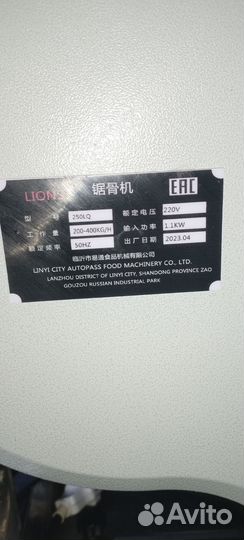 LIONS 锯骨机 EAC
型 号 250LQ 额定电压 220V
工作量 200-400KG/H 输入功率 1.1KW
额定频率 50HZ 出厂日期 2023.04
临沂市易通食品机械有限公司
LINYI CITY AUTOPASS FOOD MACHINERY CO., LTD.
LANZHOU DISTRICT OF LINYI CITY, SHANDONG PROVINCE ZAO
GOUZOU RUSSIAN INDUSTRIAL PARK
Avito